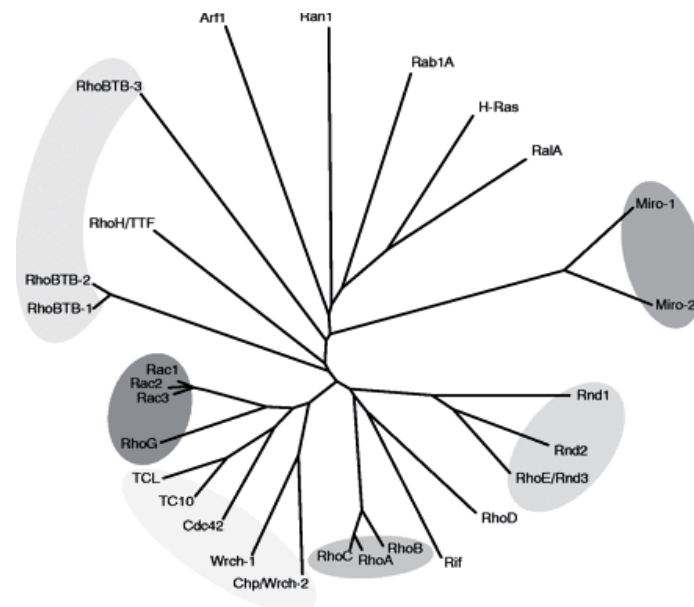 Arf1
Ran1
Rab1A
RhoBTB-3
H-Ras
RalA
Miro-1
RhoH/TTF
RhoBTB-2
RhoBTB-1
Miro-2
Rac1
Rac2
Rac3
Rnd1
RhoG
Rnd2
TCL
RhoE/Rnd3
TC10
RhoD
Cdc42
RhoB
RhoC
RhoA
Wrch-1
Rif
Chp/Wrch-2